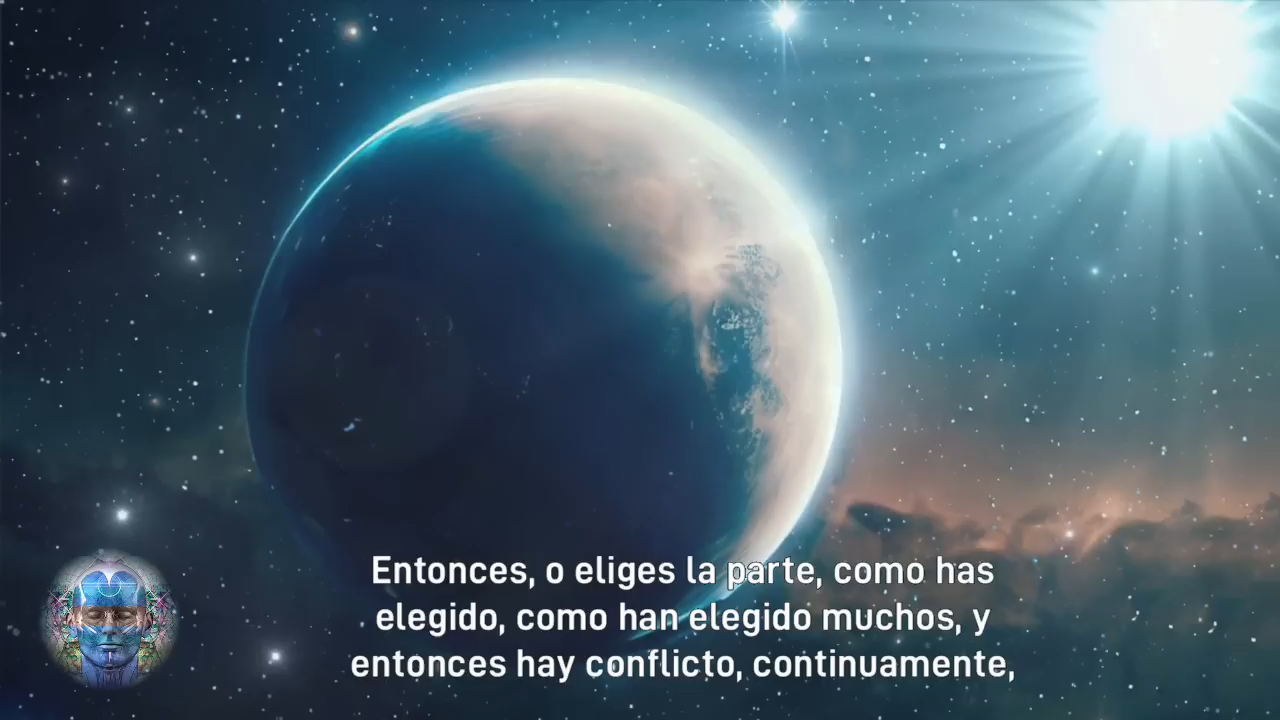 Entonces, o eliges la parte, como has
elegido, como han elegido muchos, y
entonces hay conflicto, continuamente,